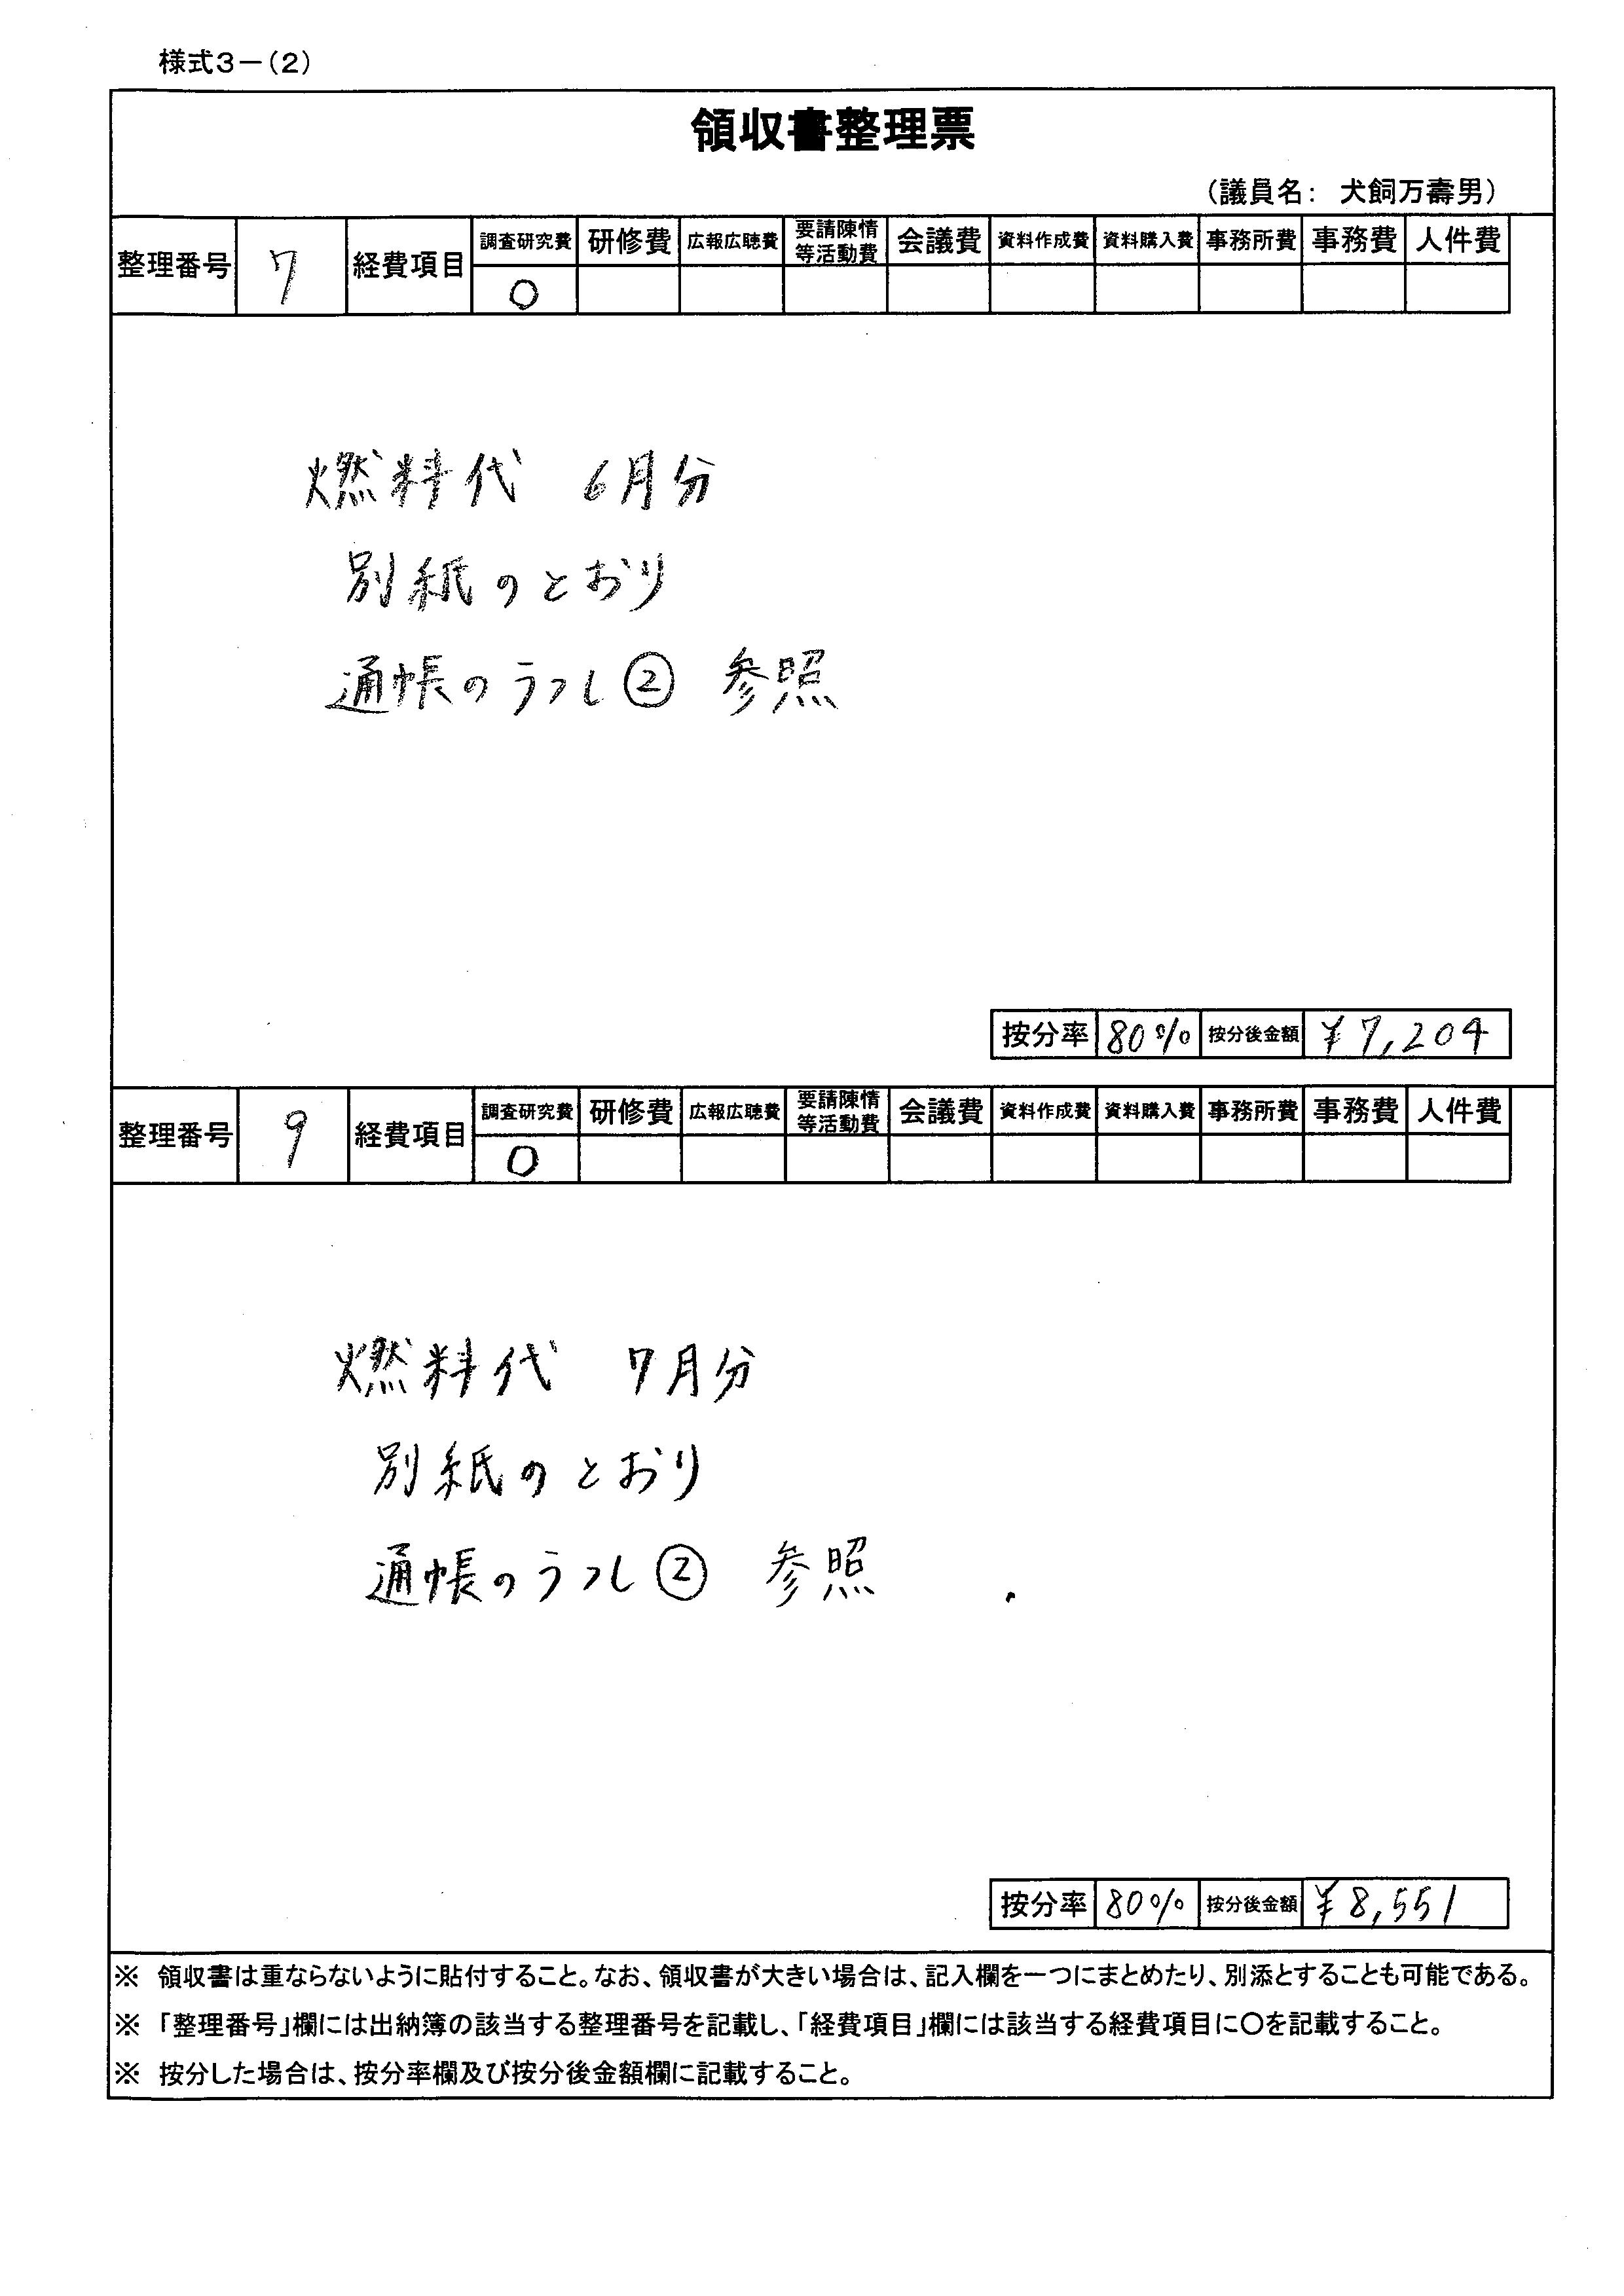 様式3－(2)
領収書整理票
(議員名： 犬飼万壽男)
整理番号 7 経費項目 調査研究費 研修費 広報広聴費 要請陳情等活動費 会議費 資料作成費 資料購入費 事務所費 事務費 人件費
○
燃料代 6月分
別紙のとおり
通帳のうつし② 参照
按分率 80% 按分後金額 ￥7,204
整理番号 9 経費項目 調査研究費 研修費 広報広聴費 要請陳情等活動費 会議費 資料作成費 資料購入費 事務所費 事務費 人件費
○
燃料代 7月分
別紙のとおり
通帳のうつし② 参照
按分率 80% 按分後金額 ￥8,551
※ 領収書は重ならないように貼付すること。なお、領収書が大きい場合は、記入欄を一つにまとめたり、別添とすることも可能である。
※ 「整理番号」欄には出納簿の該当する整理番号を記載し、「経費項目」欄には該当する経費項目に○を記載すること。
※ 按分した場合は、按分率欄及び按分後金額欄に記載すること。